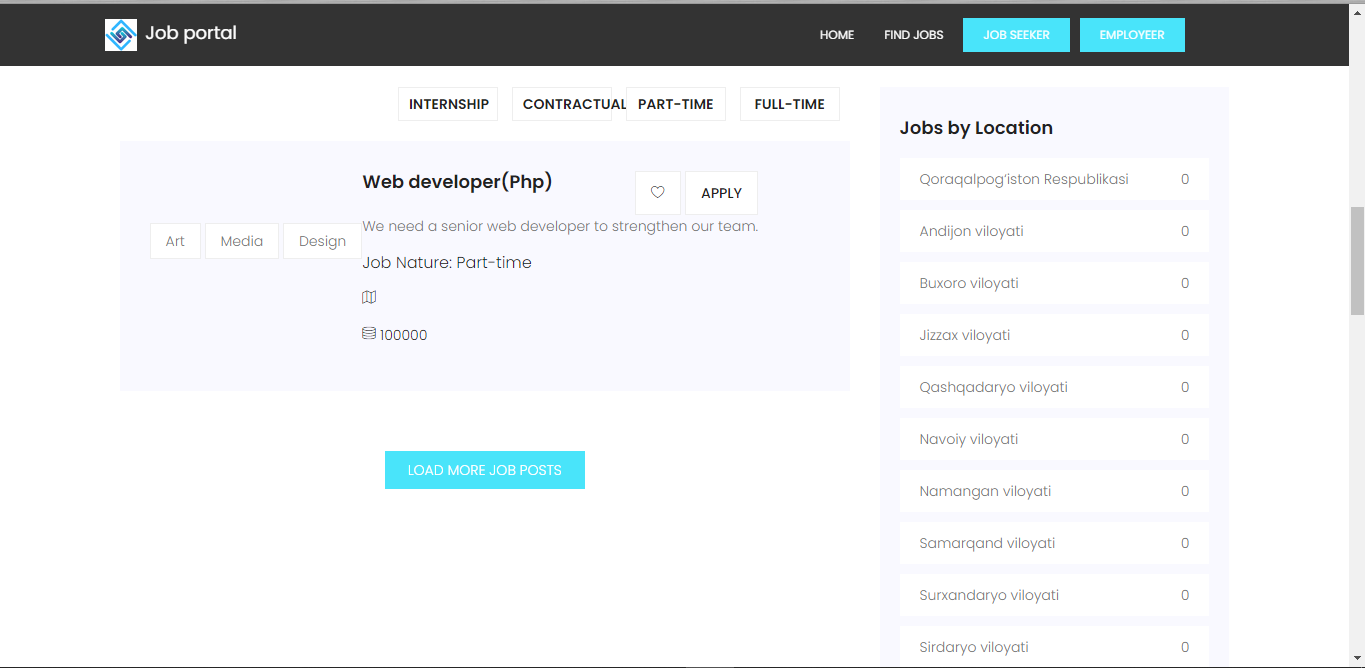 Job portal
HOME
FIND JOBS
JOB SEEKER
EMPLOYEER
INTERNSHIP
CONTRACTUAL
PART-TIME
FULL-TIME
Web developer(Php)
APPLY
We need a senior web developer to strengthen our team.
Art
Media
Design
Job Nature: Part-time
100000
LOAD MORE JOB POSTS
Jobs by Location
Qoraqalpog‘iston Respublikasi 0
Andijon viloyati 0
Buxoro viloyati 0
Jizzax viloyati 0
Qashqadaryo viloyati 0
Navoiy viloyati 0
Namangan viloyati 0
Samarqand viloyati 0
Surxandaryo viloyati 0
Sirdaryo viloyati 0